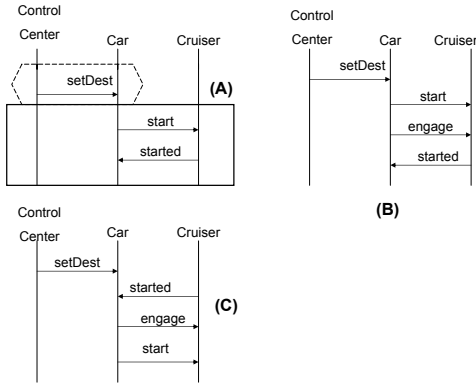 Control
Center Car Cruiser
setDest
(A)
start
started
Control
Center Car Cruiser
setDest
start
engage
started
(B)
Control
Center Car Cruiser
setDest
started
(C)
engage
start